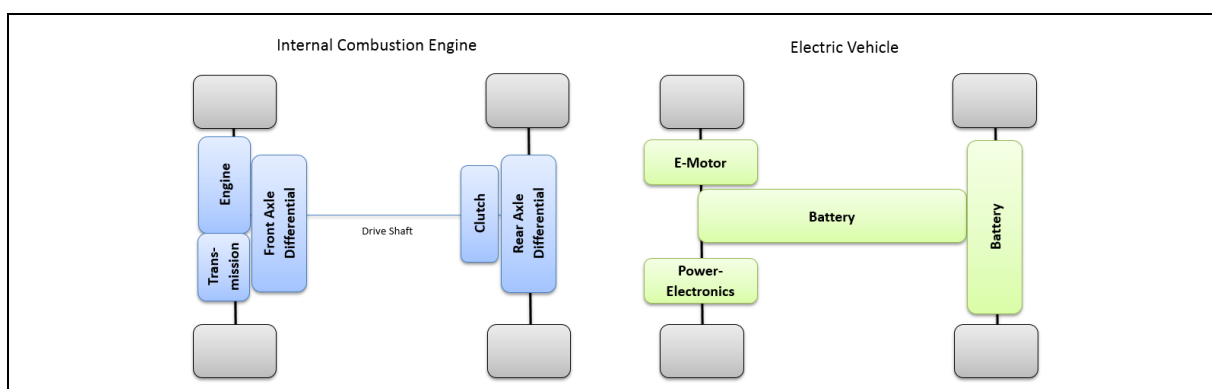 Internal Combustion Engine
Engine
Trans-
mission
Front Axle
Differential
Drive Shaft
Clutch
Rear Axle
Differential
Electric Vehicle
E-Motor
Power-
Electronics
Battery
Battery